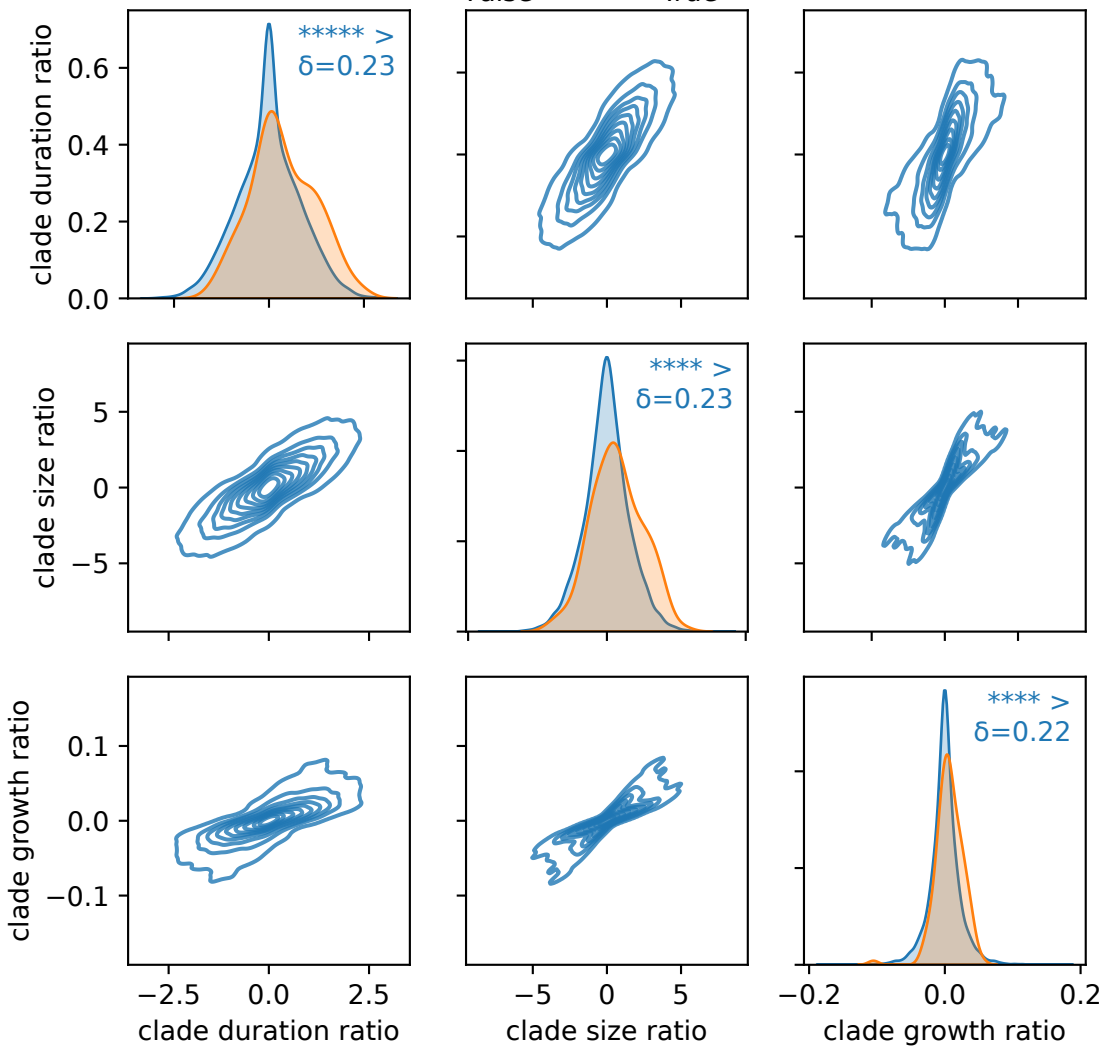 clade duration ratio
0.6
0.4
0.2
0.0
***** >
δ=0.23
clade size ratio
5
0
−5
**** >
δ=0.23
clade growth ratio
0.1
0.0
−0.1
**** >
δ=0.22
−2.5 0.0 2.5
clade duration ratio
−5 0 5
clade size ratio
−0.2 0.0 0.2
clade growth ratio